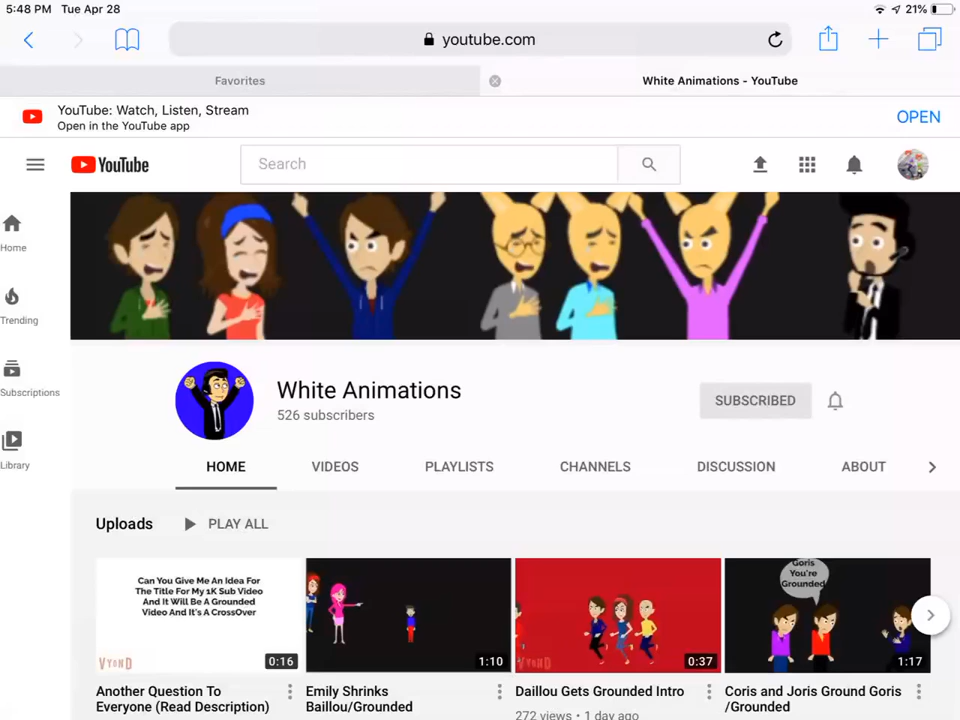 5:48 PM Tue Apr 28 21%
youtube.com
Favorites
White Animations - YouTube
YouTube: Watch, Listen, Stream
Open in the YouTube app
OPEN
YouTube
Search
Home
Trending
Subscriptions
Library
White Animations
526 subscribers
SUBSCRIBED
HOME VIDEOS PLAYLISTS CHANNELS DISCUSSION ABOUT
Uploads PLAY ALL
Can You Give Me An Idea For
The Title For My 1K Sub Video
And It Will Be A Grounded
Video And It's A CrossOver
VYOND
0:16
1:10
VYOND
0:37
Goris
You're
Grounded
1:17
Another Question To
Everyone (Read Description)
Emily Shrinks
Baillou/Grounded
Daillou Gets Grounded Intro
272 views • 1 day ago
Coris and Joris Ground Goris
/Grounded